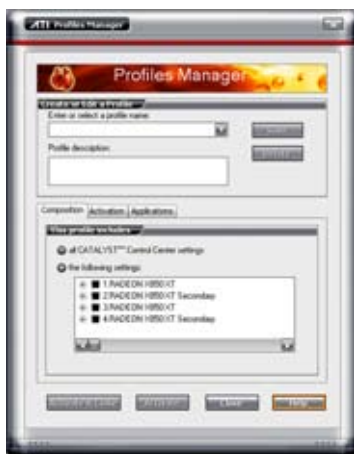 ATI Profiles Manager
Profiles Manager
Create or Edit a Profile
Enter or select a profile name:
Profile description:
Composition Activation Applications
This profile includes
all CATALYST™ Control Center settings
the following settings:
1:RADEON X850 XT
2:RADEON X850 XT Secondary
3:RADEON X850 XT
4:RADEON X850 XT Secondary
Activate
Close Help